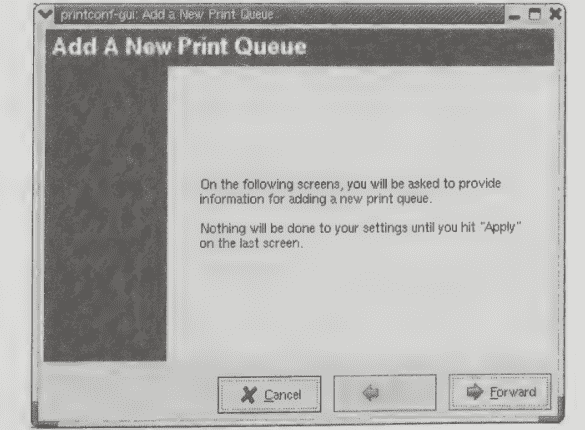 printconf-gui: Add a New Print Queue
Add A New Print Queue
On the following screens, you will be asked to provide
information for adding a new print queue.
Nothing will be done to your settings until you hit "Apply"
on the last screen.
Cancel
Forward